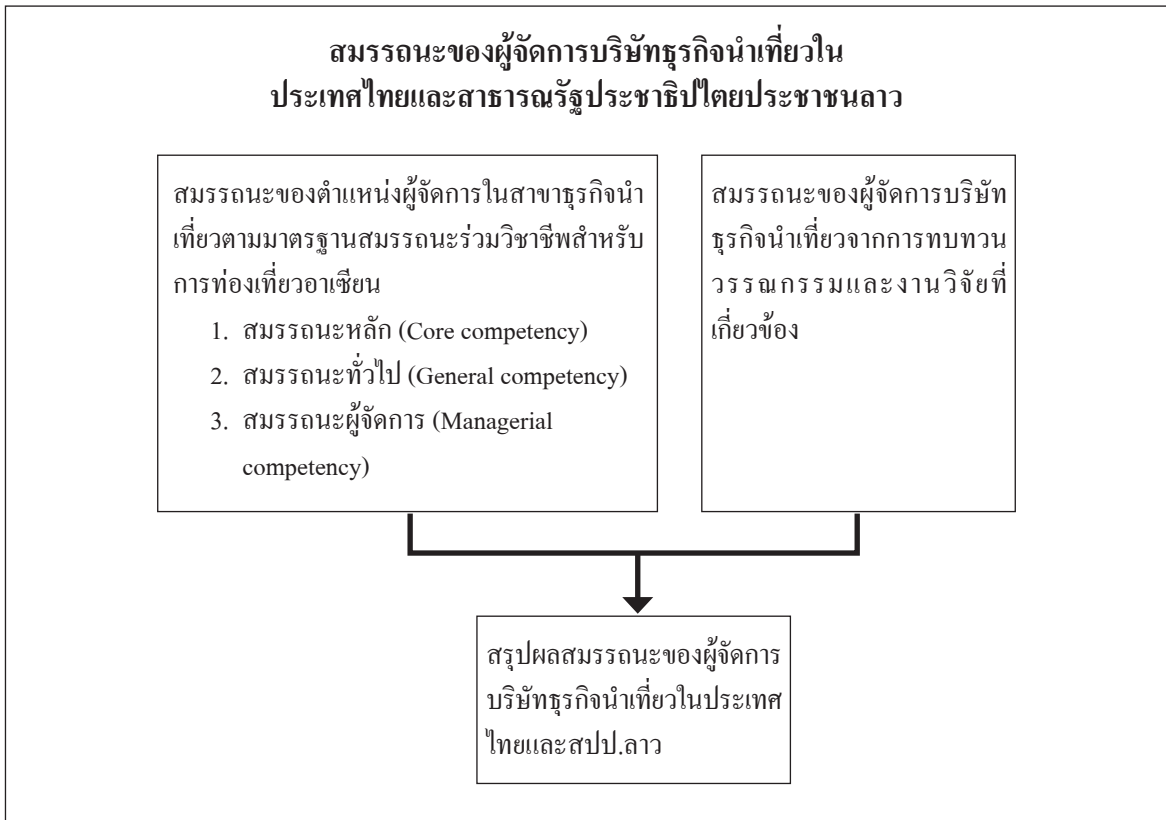 สมรรถนะของผู้จัดการบริษัทธุรกิจนำเที่ยวใน
ประเทศไทยและสาธารณรัฐประชาธิปไตยประชาชนลาว
สมรรถนะของตำแหน่งผู้จัดการในสาขาธุรกิจนำ
เที่ยวตามมาตรฐานสมรรถนะร่วมวิชาชีพสำหรับ
การท่องเที่ยวอาเซียน
1. สมรรถนะหลัก (Core competency)
2. สมรรถนะทั่วไป (General competency)
3. สมรรถนะผู้จัดการ (Managerial
competency)
สมรรถนะของผู้จัดการบริษัท
ธุรกิจนำเที่ยวจากการทบทวน
วรรณกรรมและงานวิจัยที่
เกี่ยวข้อง
สรุปผลสมรรถนะของผู้จัดการ
บริษัทธุรกิจนำเที่ยวในประเทศ
ไทยและสปป.ลาว